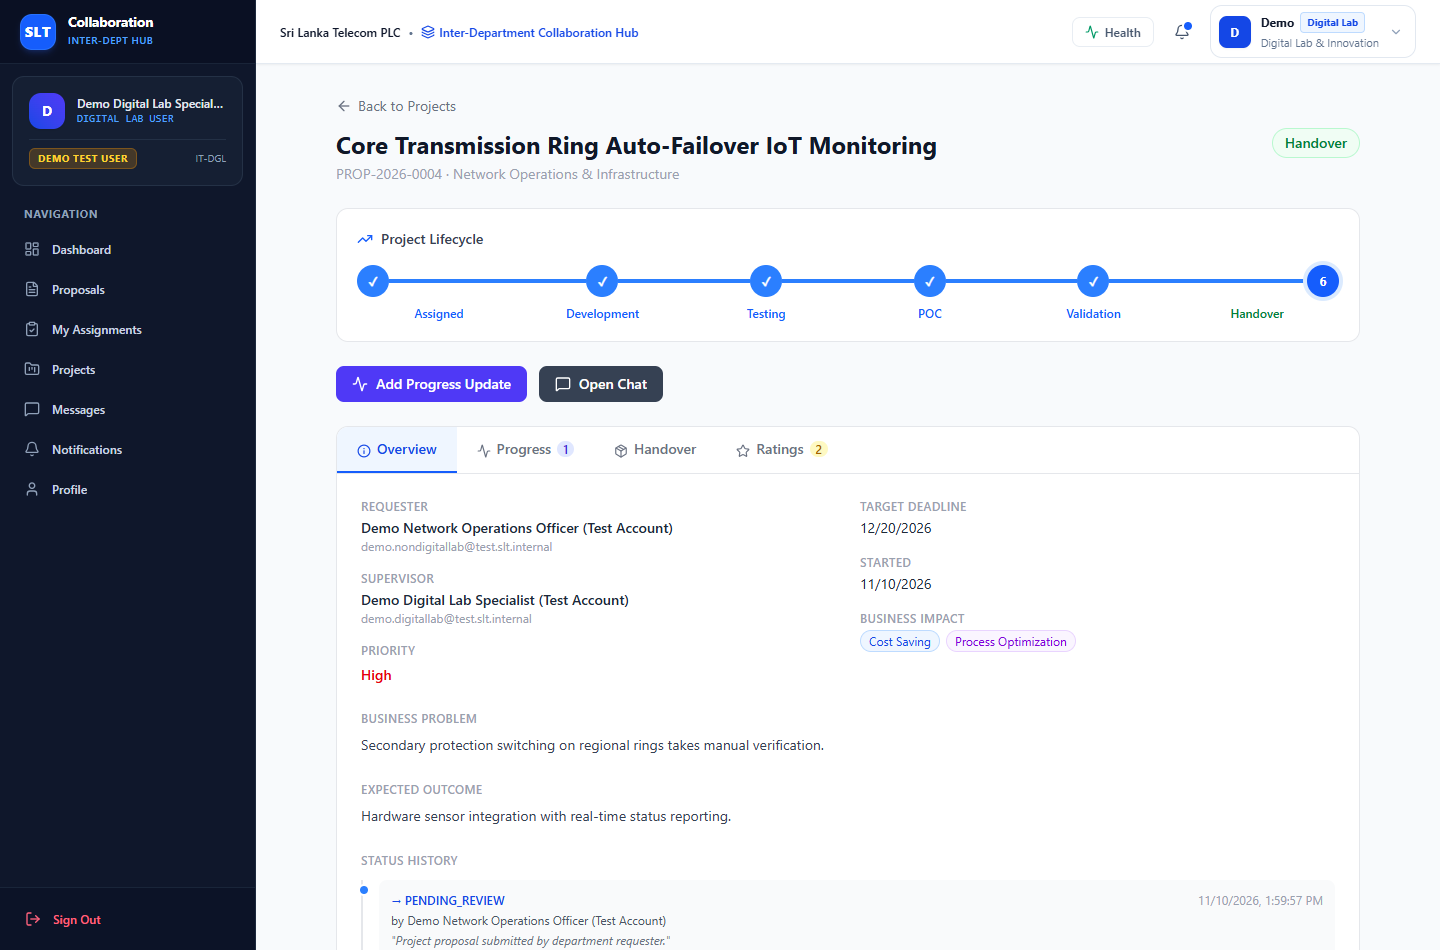 SLT
Collaboration
INTER-DEPT HUB
D
Demo Digital Lab Special...
DIGITAL LAB USER
DEMO TEST USER
IT-DGL
NAVIGATION
Dashboard
Proposals
My Assignments
Projects
Messages
Notifications
Profile
Sign Out
Sri Lanka Telecom PLC • Inter-Department Collaboration Hub
Health
D
Demo Digital Lab
Digital Lab & Innovation
Back to Projects
Core Transmission Ring Auto-Failover IoT Monitoring
PROP-2026-0004 · Network Operations & Infrastructure
Handover
Project Lifecycle
✓ ✓ ✓ ✓ ✓ 6
Assigned Development Testing POC Validation Handover
Add Progress Update
Open Chat
Overview
Progress 1
Handover
Ratings 2
REQUESTER
Demo Network Operations Officer (Test Account)
demo.nondigitallab@test.slt.internal
SUPERVISOR
Demo Digital Lab Specialist (Test Account)
demo.digitallab@test.slt.internal
PRIORITY
High
TARGET DEADLINE
12/20/2026
STARTED
11/10/2026
BUSINESS IMPACT
Cost Saving
Process Optimization
BUSINESS PROBLEM
Secondary protection switching on regional rings takes manual verification.
EXPECTED OUTCOME
Hardware sensor integration with real-time status reporting.
STATUS HISTORY
→ PENDING_REVIEW
11/10/2026, 1:59:57 PM
by Demo Network Operations Officer (Test Account)
"Project proposal submitted by department requester."